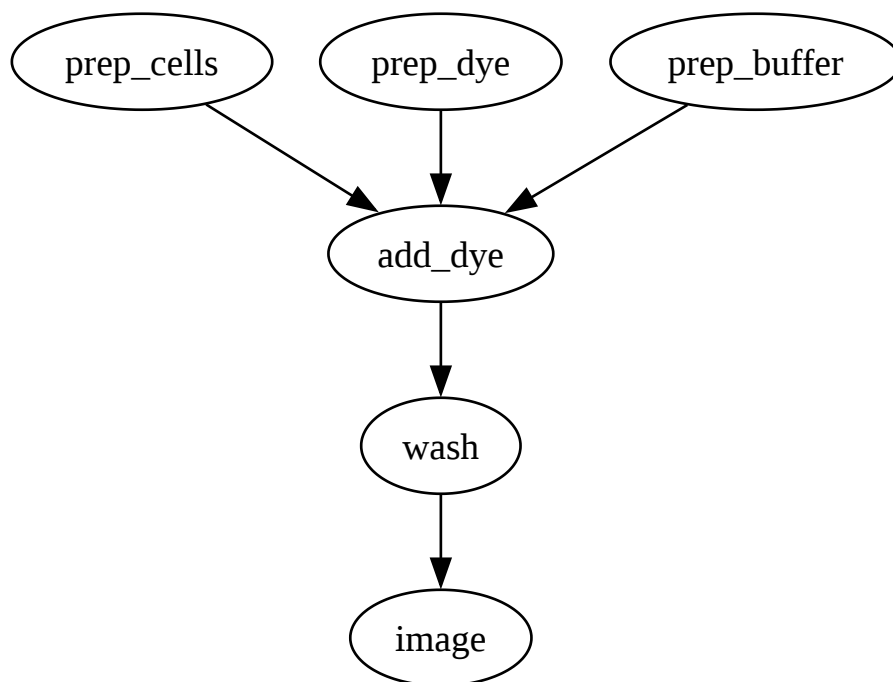 prep_cells
prep_dye
prep_buffer
add_dye
wash
image